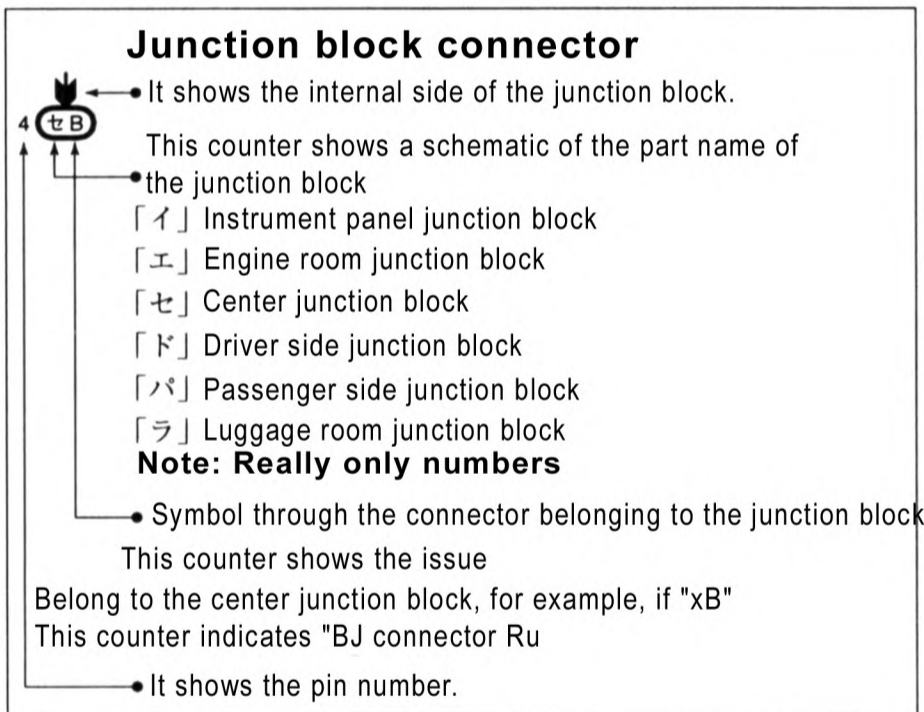 Junction block connector
It shows the internal side of the junction block.
4 セB
This counter shows a schematic of the part name of
the junction block
「イ」 Instrument panel junction block
「エ」 Engine room junction block
「セ」 Center junction block
「ド」 Driver side junction block
「パ」 Passenger side junction block
「ラ」 Luggage room junction block
Note: Really only numbers
Symbol through the connector belonging to the junction block
This counter shows the issue
Belong to the center junction block, for example, if "xB"
This counter indicates "BJ connector Ru
It shows the pin number.